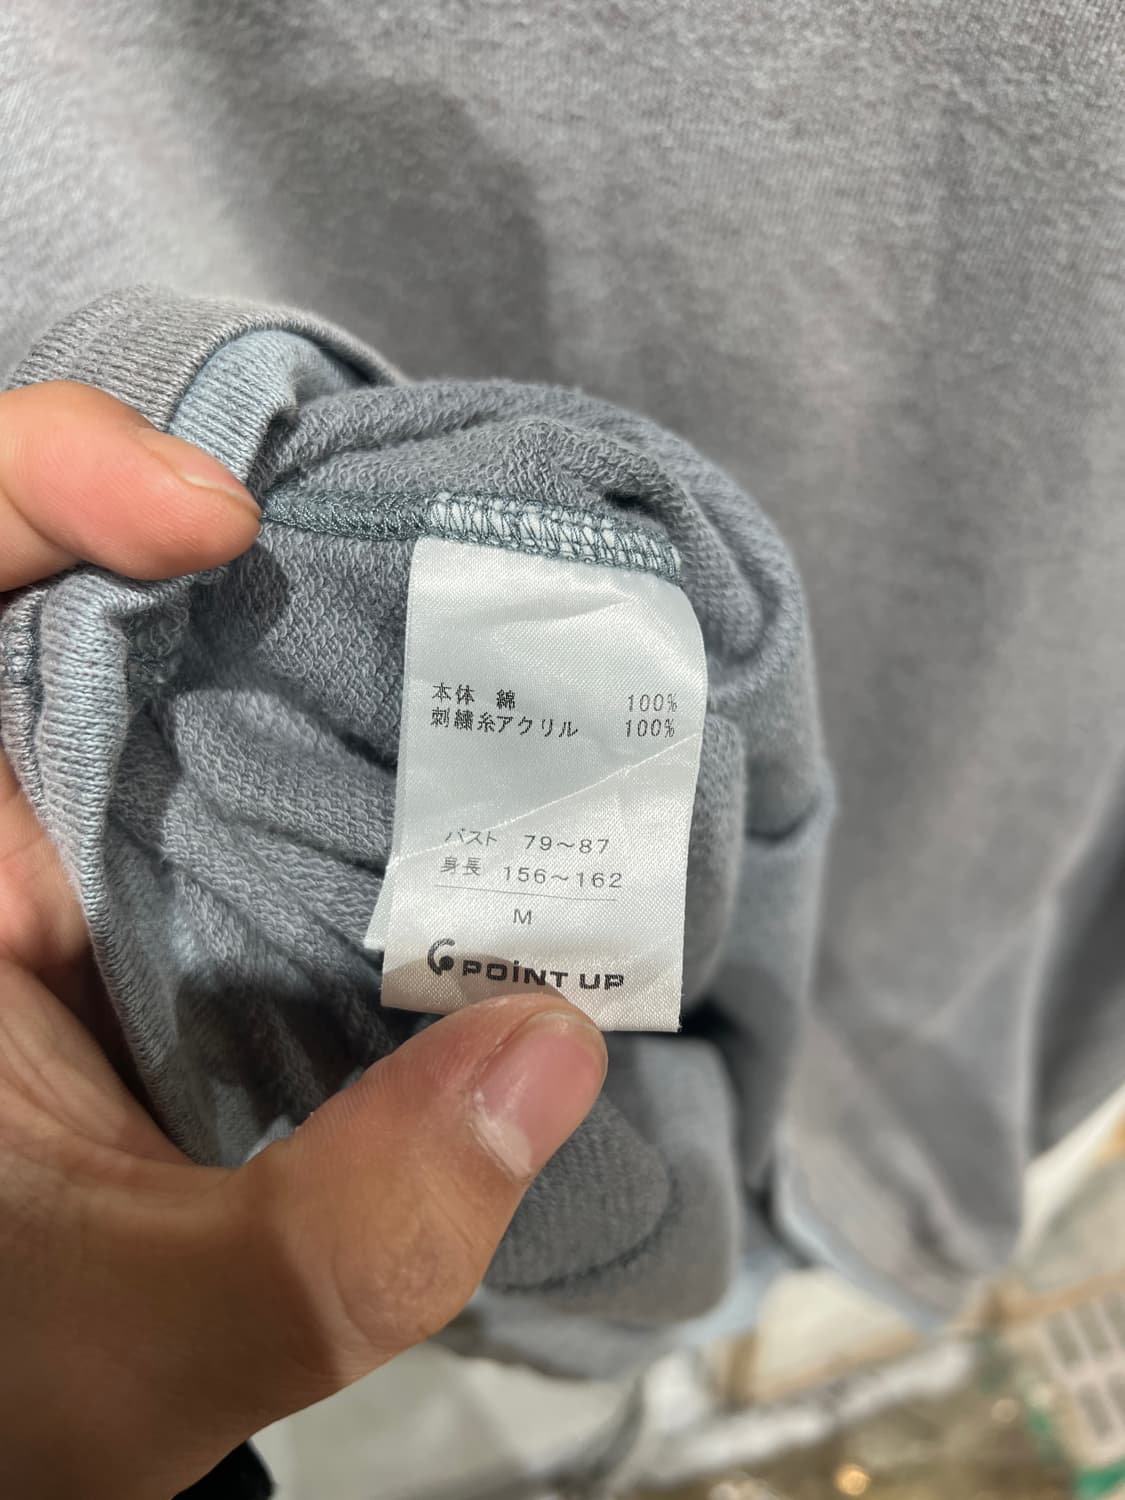 本体 綿 100%
刺繍糸アクリル 100%
バスト 79〜87
身長 156〜162
M
POiNT UP